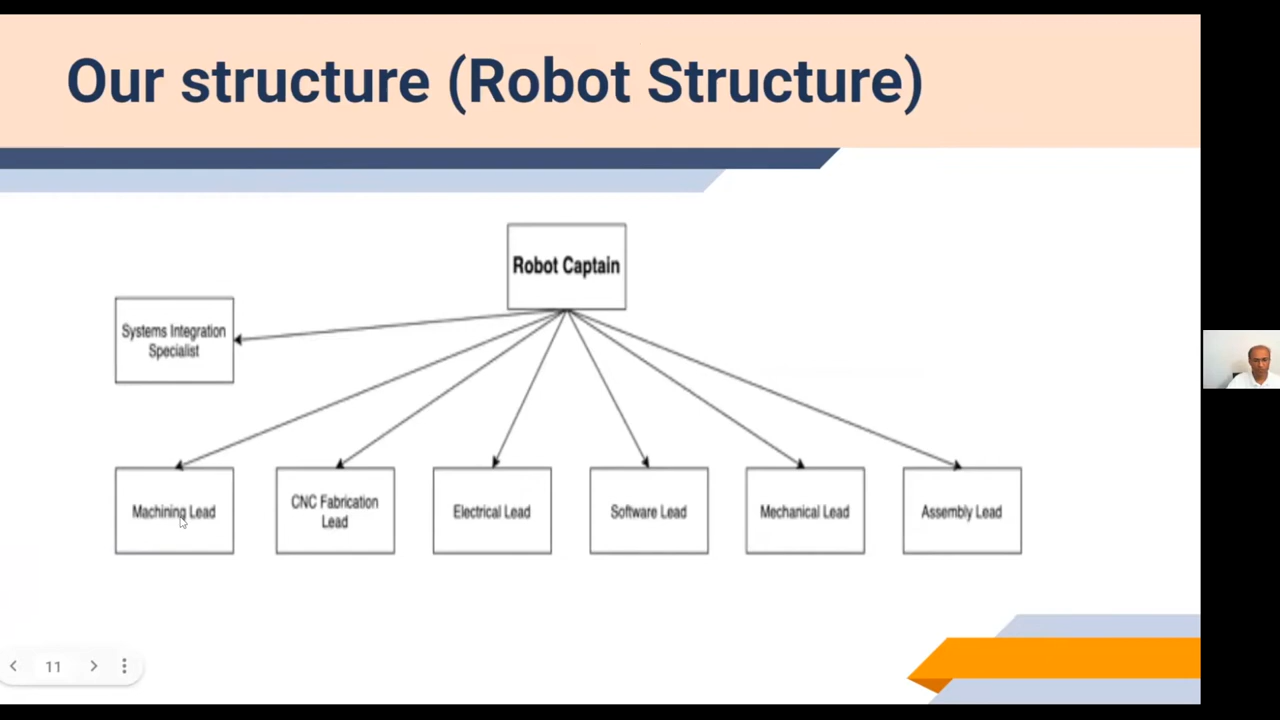 Our structure (Robot Structure)
Robot Captain
Systems Integration
Specialist
Machining Lead
CNC Fabrication
Lead
Electrical Lead
Software Lead
Mechanical Lead
Assembly Lead
11